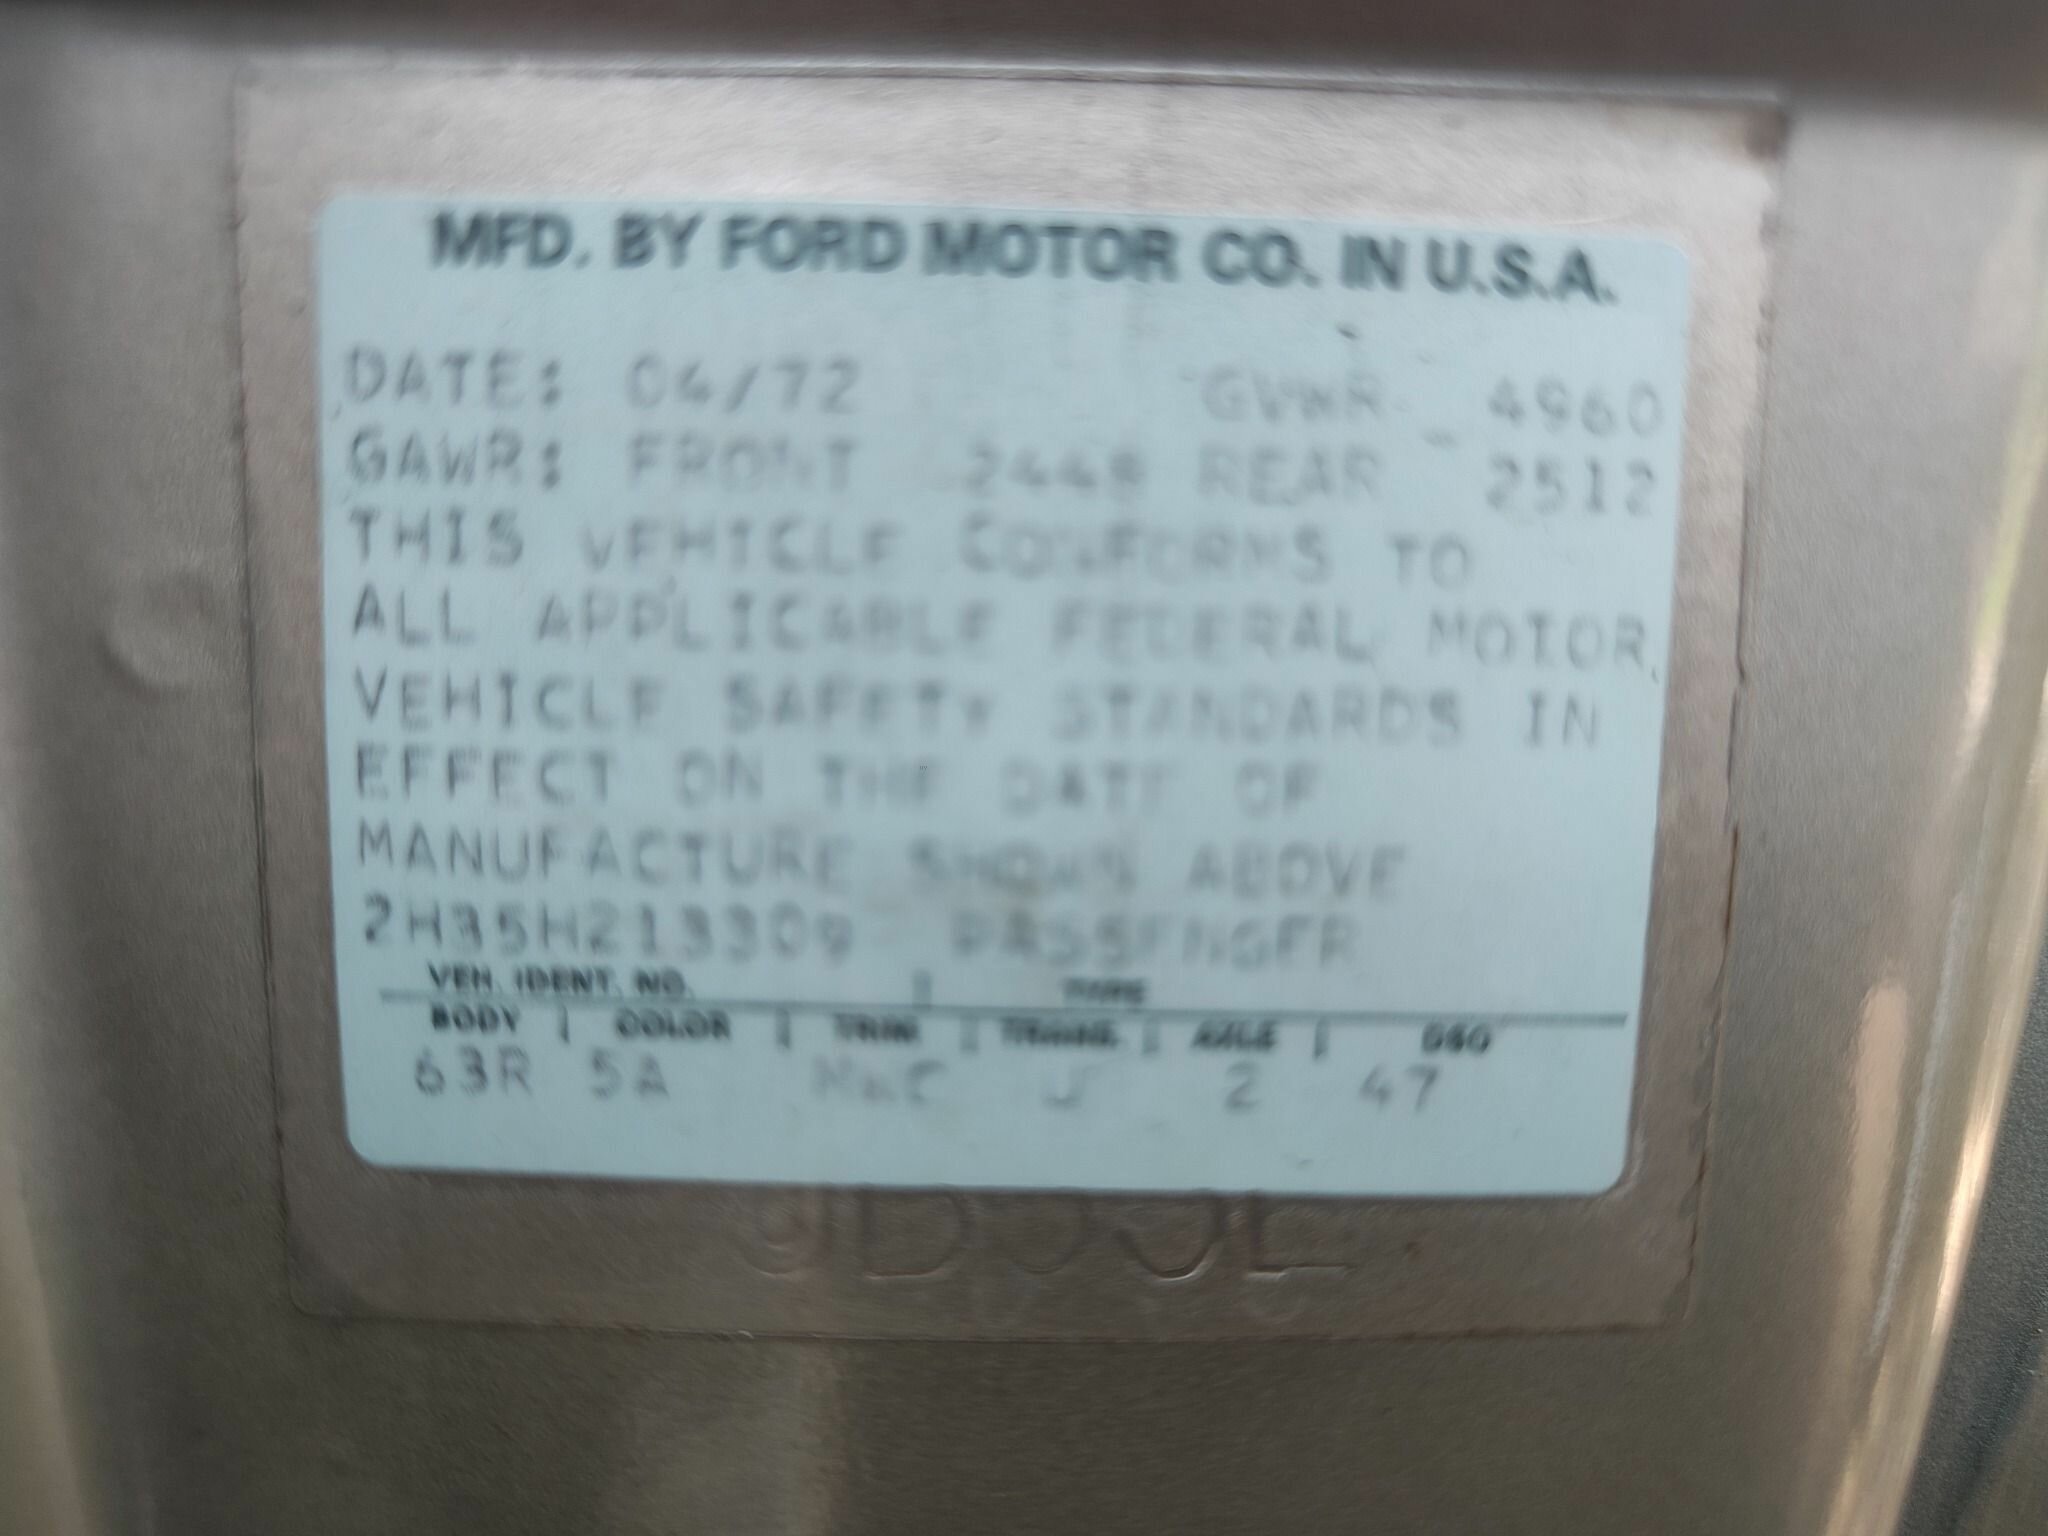 MFD. BY FORD MOTOR CO. IN U.S.A.
DATE: 04/72 GVWR 4960
GAWR: FRONT 2448 REAR 2512
THIS VEHICLE CONFORMS TO
ALL APPLICABLE FEDERAL MOTOR
VEHICLE SAFETY STANDARDS IN
EFFECT ON THE DATE OF
MANUFACTURE SHOWN ABOVE
2H35H213309 PASSENGER
VEH. IDENT. NO. | TYPE
BODY | COLOR | TRIM | TRANS. | AXLE | DSO
63R 5A J 2 47